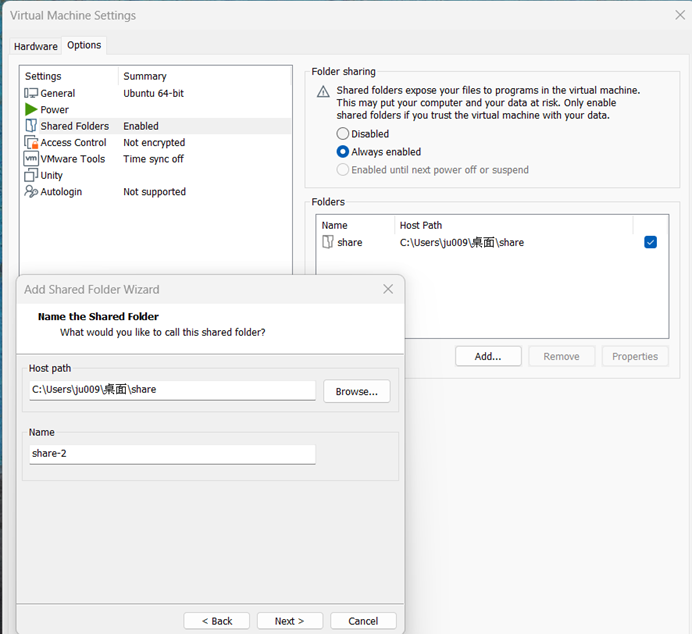 Virtual Machine Settings
Hardware Options
Settings Summary
General Ubuntu 64-bit
Power
Shared Folders Enabled
Access Control Not encrypted
vm VMware Tools Time sync off
Unity
Autologin Not supported
Folder sharing
Shared folders expose your files to programs in the virtual machine.
This may put your computer and your data at risk. Only enable
shared folders if you trust the virtual machine with your data.
Disabled
Always enabled
Enabled until next power off or suspend
Folders
Name Host Path
share C:\Users\ju009\桌面\share
Add... Remove Properties
Add Shared Folder Wizard
Name the Shared Folder
What would you like to call this shared folder?
Host path
C:\Users\ju009\桌面\share Browse...
Name
share-2
< Back Next > Cancel